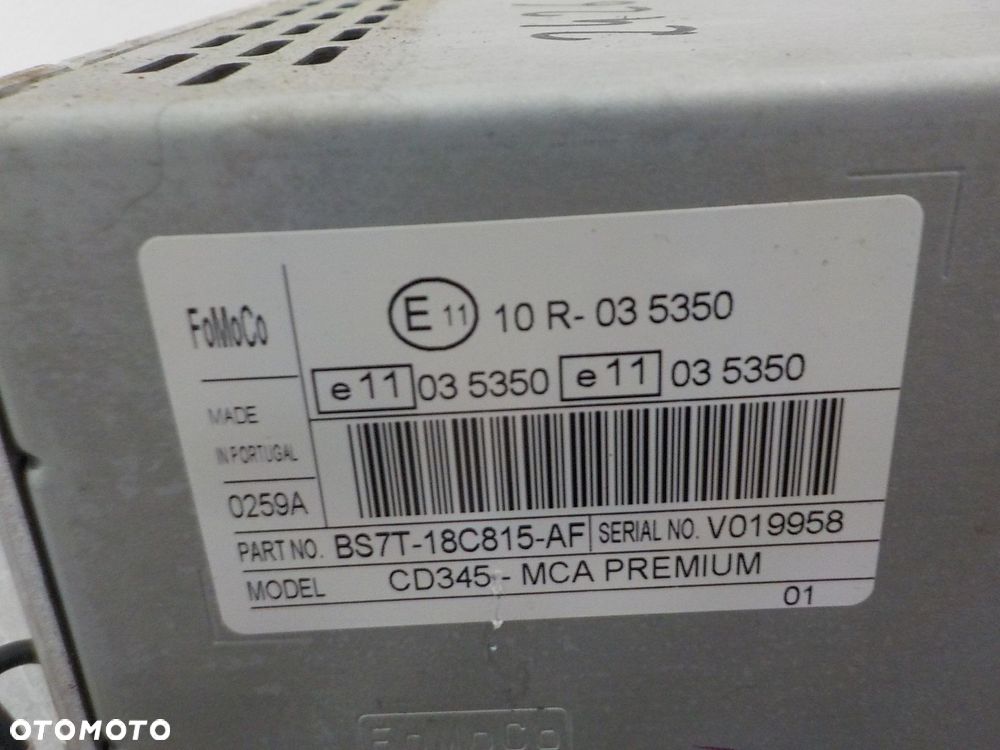 FoMoCo
E 11 10 R- 03 5350
e 11 03 5350 e 11 03 5350
MADE
IN PORTUGAL
0259A
PART NO. BS7T-18C815-AF SERIAL NO. V019958
MODEL CD345 - MCA PREMIUM
01
FoMoCo
OTOMOTO